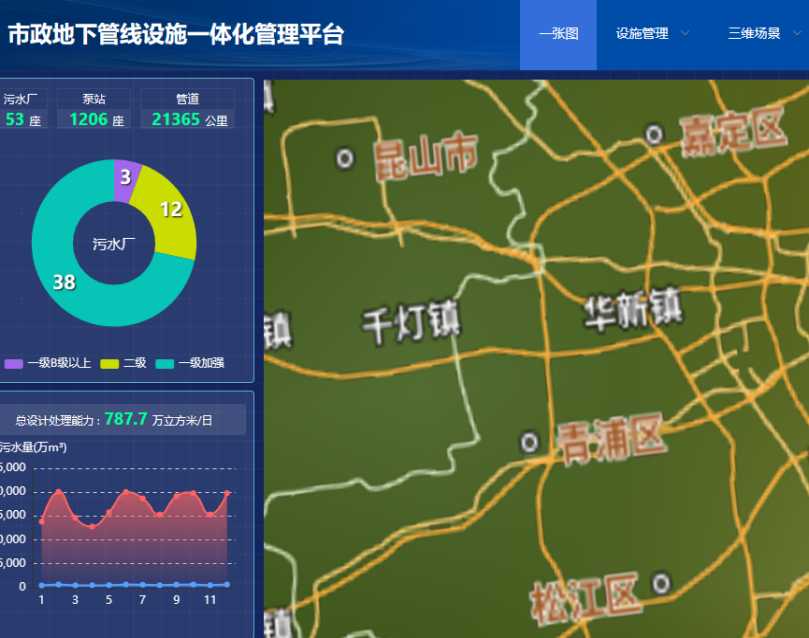 市政地下管线设施一体化管理平台
一张图
设施管理
三维场景
污水厂
泵站
管道
53 座
1206 座
21365 公里
3
12
38
污水厂
一级B级以上
二级
一级加强
总设计处理能力：787.7 万立方米/日
污水量(万m³)
5,000
0,000
5,000
0,000
5,000
0
1 3 5 7 9 11
昆山市
嘉定区
千灯镇
华新镇
镇
青浦区
松江区
镇